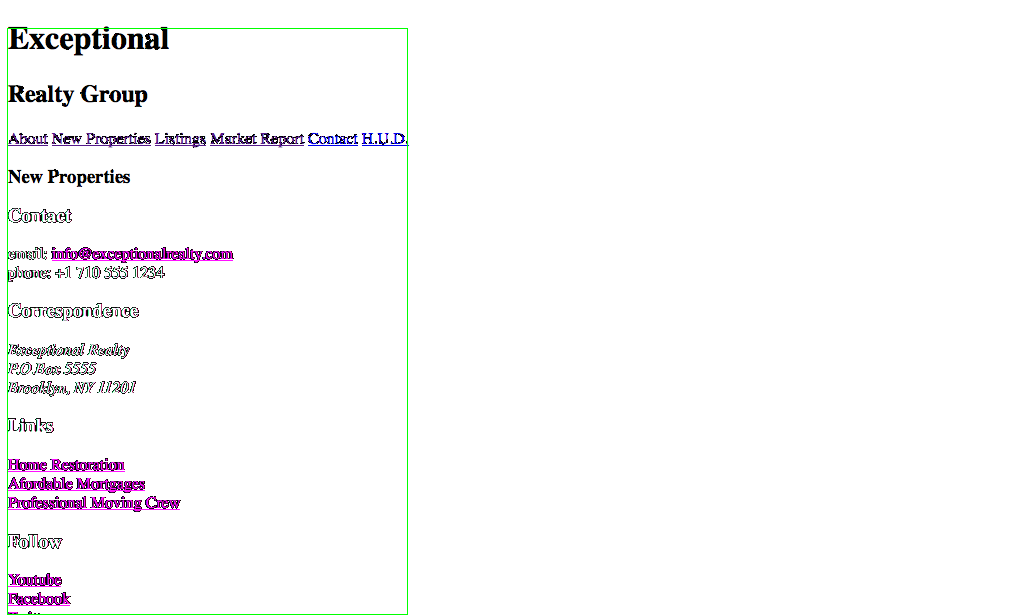 Exceptional
Realty Group
About New Properties Listings Market Report Contact H.U.D.
New Properties
Contact
email: info@exceptionalrealty.com
phone: +1 710 555 1234
Correspondence
Exceptional Realty
P.O Box 5555
Brooklyn, NY 11201
Links
Home Restoration
Afordable Mortgages
Professional Moving Crew
Follow
Youtube
Facebook